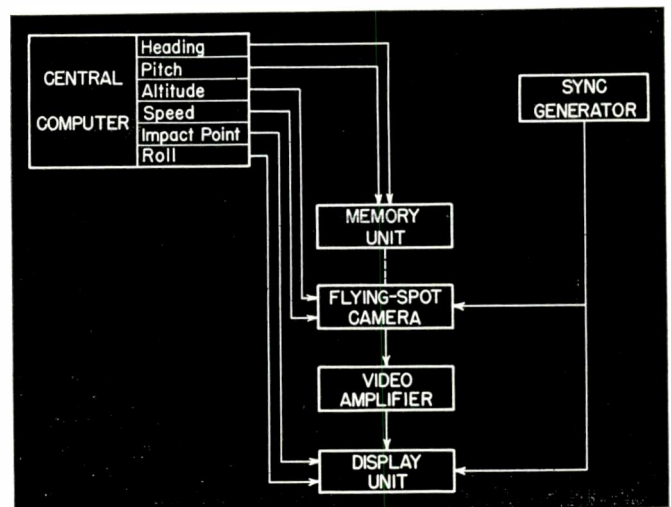 CENTRAL
COMPUTER
Heading
Pitch
Altitude
Speed
Impact Point
Roll
SYNC
GENERATOR
MEMORY
UNIT
FLYING-SPOT
CAMERA
VIDEO
AMPLIFIER
DISPLAY
UNIT